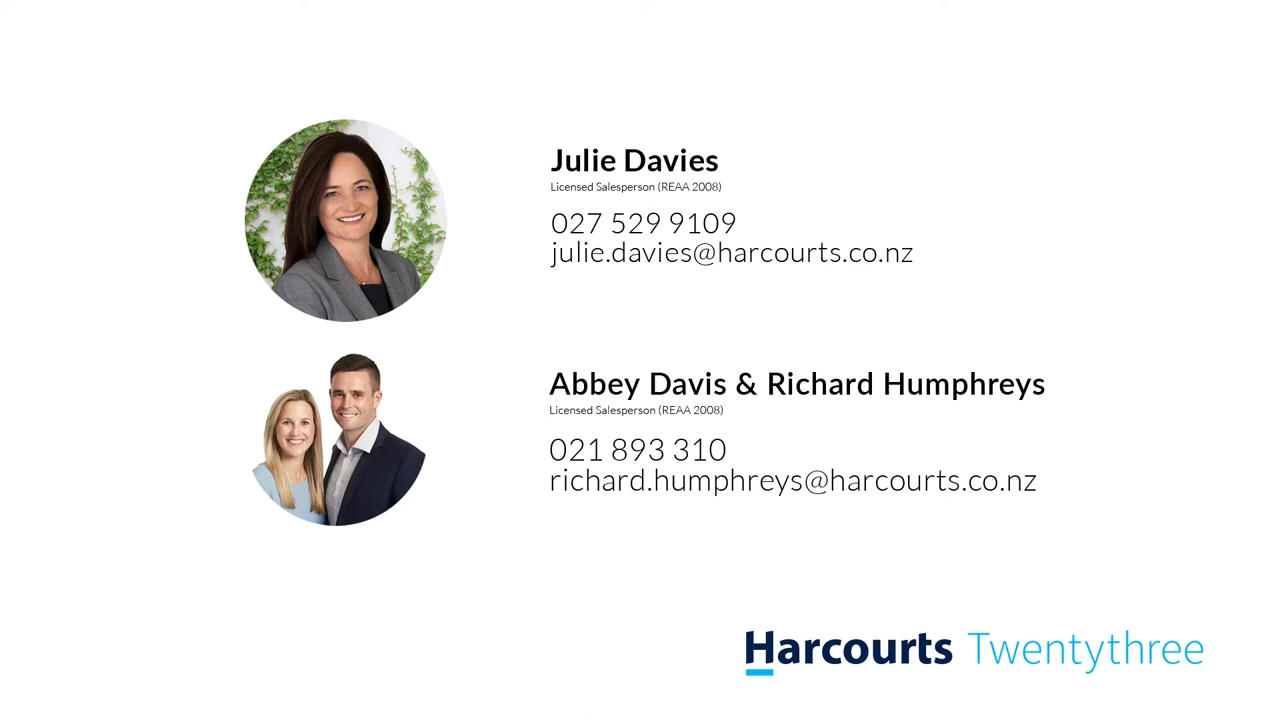 Julie Davies
Licensed Salesperson (REAA 2008)
027 529 9109
julie.davies@harcourts.co.nz
Abbey Davis & Richard Humphreys
Licensed Salesperson (REAA 2008)
021 893 310
richard.humphreys@harcourts.co.nz
Harcourts Twentythree